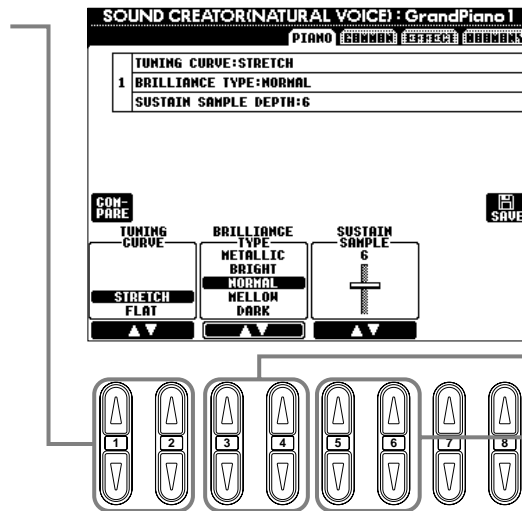 SOUND CREATOR(NATURAL VOICE) : GrandPiano1
PIANO COMMON EFFECT HARMONY
TUNING CURVE:STRETCH
1 BRILLIANCE TYPE:NORMAL
SUSTAIN SAMPLE DEPTH:6
COM-
PARE
SAVE
TUNING
CURVE
STRETCH
FLAT
BRILLIANCE
TYPE
METALLIC
BRIGHT
NORMAL
MELLOW
DARK
SUSTAIN
SAMPLE
6
1 2 3 4 5 6 7 8